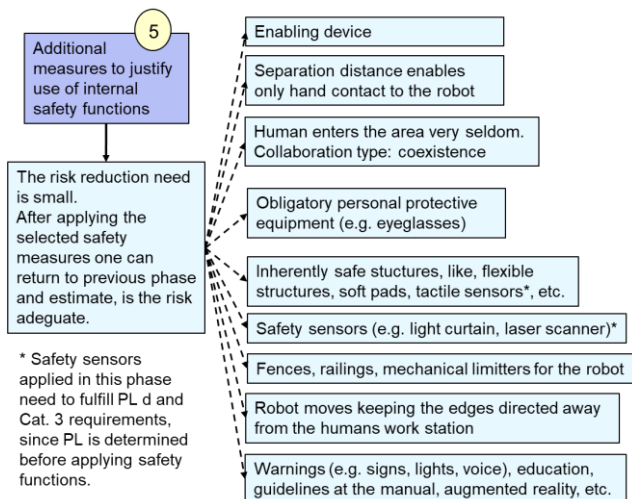 5
Additional
measures to justify
use of internal
safety functions
The risk reduction need
is small.
After applying the
selected safety
measures one can
return to previous phase
and estimate, is the risk
adeguate.
* Safety sensors
applied in this phase
need to fulfill PL d and
Cat. 3 requirements,
since PL is determined
before applying safety
functions.
Enabling device
Separation distance enables
only hand contact to the robot
Human enters the area very seldom.
Collaboration type: coexistence
Obligatory personal protective
equipment (e.g. eyeglasses)
Inherently safe stuctures, like, flexible
structures, soft pads, tactile sensors*, etc.
Safety sensors (e.g. light curtain, laser scanner)*
Fences, railings, mechanical limitters for the robot
Robot moves keeping the edges directed away
from the humans work station
Warnings (e.g. signs, lights, voice), education,
guidelines at the manual, augmented reality, etc.